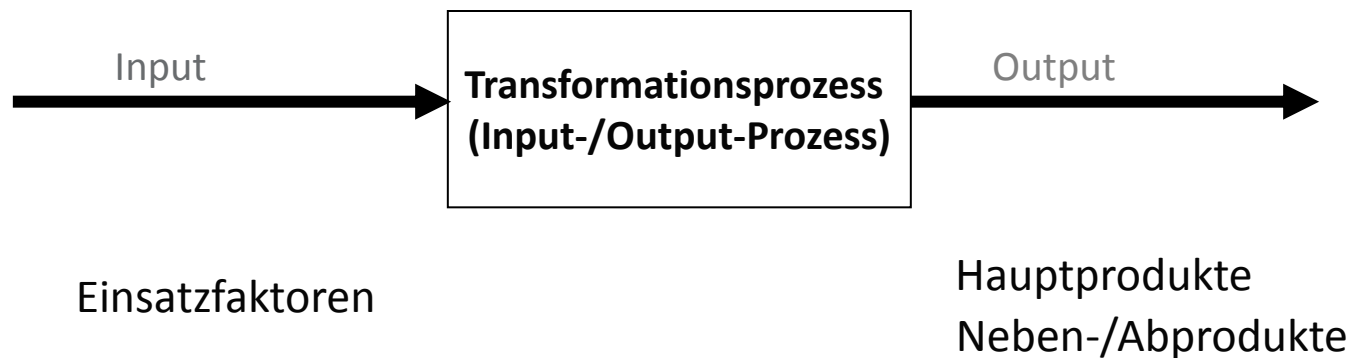 Input
Transformationsprozess
(Input-/Output-Prozess)
Output
Einsatzfaktoren
Hauptprodukte
Neben-/Abprodukte